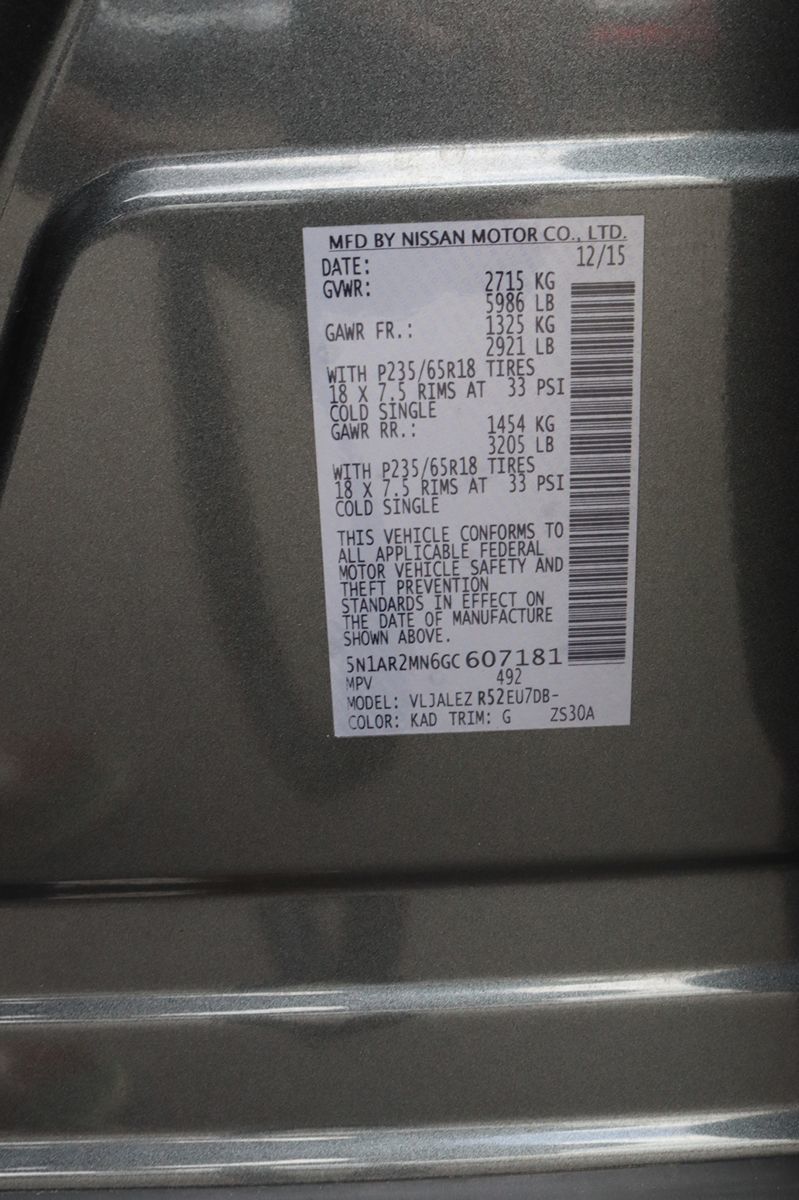 MFD BY NISSAN MOTOR CO., LTD.
DATE: 12/15
GVWR: 2715 KG
5986 LB
GAWR FR.: 1325 KG
2921 LB
WITH P235/65R18 TIRES
18 X 7.5 RIMS AT 33 PSI
COLD SINGLE
GAWR RR.: 1454 KG
3205 LB
WITH P235/65R18 TIRES
18 X 7.5 RIMS AT 33 PSI
COLD SINGLE
THIS VEHICLE CONFORMS TO
ALL APPLICABLE FEDERAL
MOTOR VEHICLE SAFETY AND
THEFT PREVENTION
STANDARDS IN EFFECT ON
THE DATE OF MANUFACTURE
SHOWN ABOVE.
5N1AR2MN6GC607181
MPV 492
MODEL: VLJALEZ R52EU7DB-
COLOR: KAD TRIM: G ZS30A